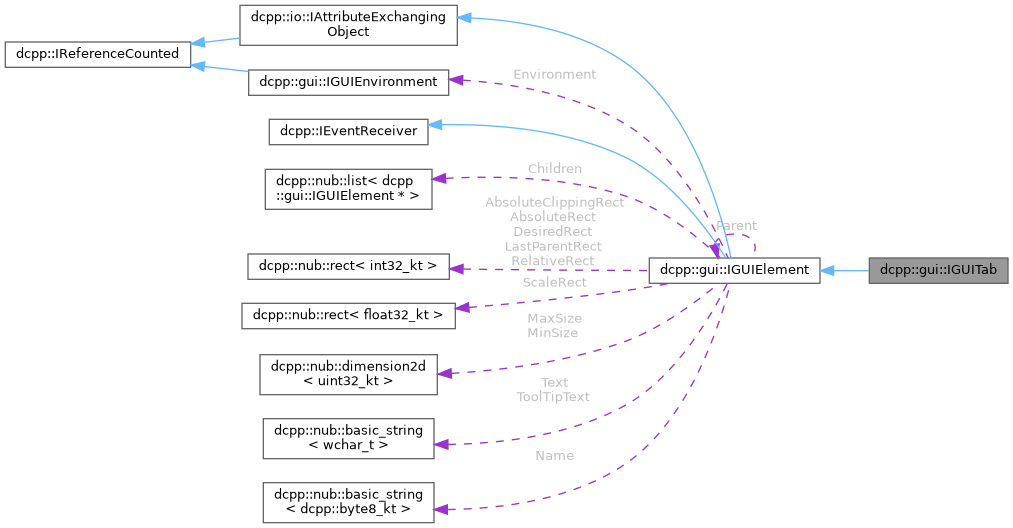 dcpp::io::IAttributeExchanging
Object
dcpp::IReferenceCounted
dcpp::gui::IGUIEnvironment
Environment
dcpp::IEventReceiver
Children
dcpp::nub::list< dcpp
::gui::IGUIElement * >
AbsoluteClippingRect
AbsoluteRect
DesiredRect
LastParentRect
RelativeRect
Parent
dcpp::nub::rect< int32_kt >
dcpp::gui::IGUIElement
dcpp::gui::IGUITab
ScaleRect
dcpp::nub::rect< float32_kt >
MaxSize
MinSize
dcpp::nub::dimension2d
< uint32_kt >
Text
ToolTipText
dcpp::nub::basic_string
< wchar_t >
Name
dcpp::nub::basic_string
< dcpp::byte8_kt >